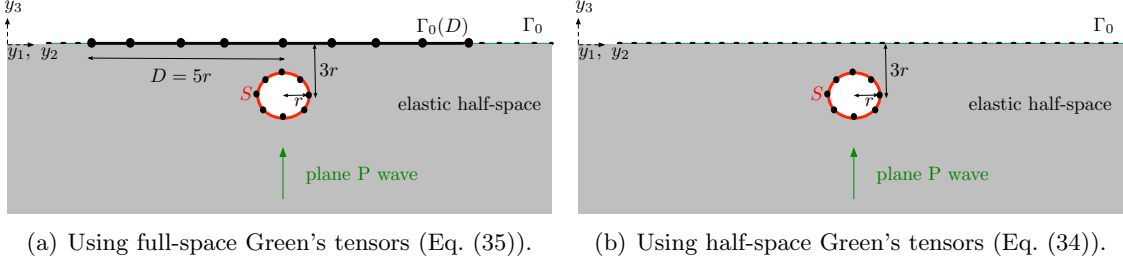 y₃
Γ₀(D)
Γ₀
y₁, y₂
D = 5r
3r
S
r
elastic half-space
plane P wave
(a) Using full-space Green's tensors (Eq. (35)).
y₃
Γ₀
y₁, y₂
3r
S
r
elastic half-space
plane P wave
(b) Using half-space Green's tensors (Eq. (34)).